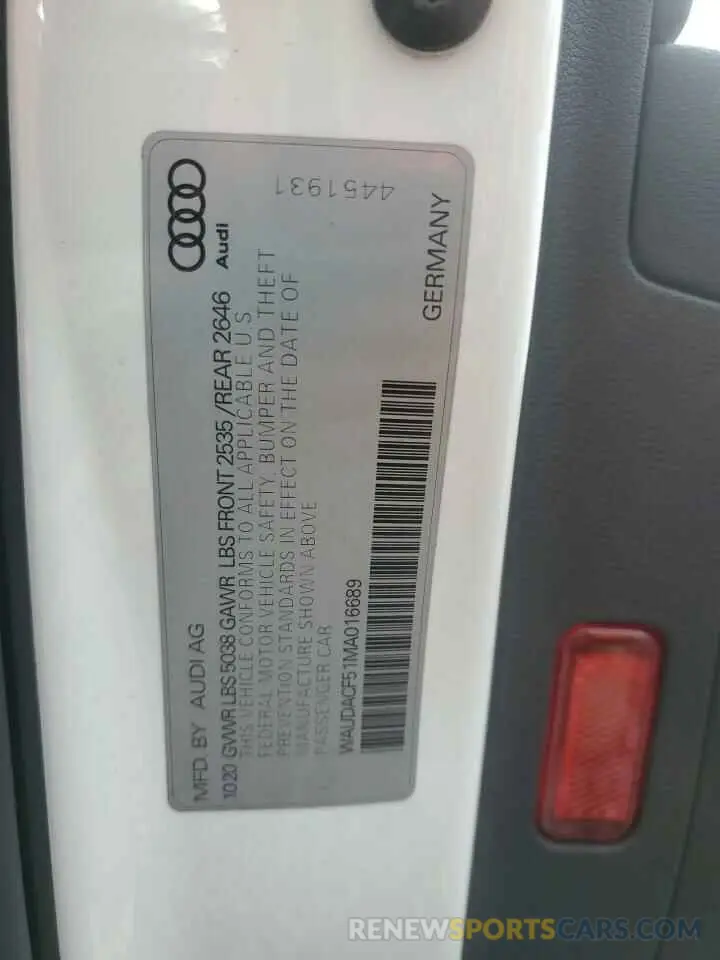 MFD. BY AUDI AG
10 20 GVWR LBS 5038 GAWR LBS FRONT 2535 /REAR 2646
THIS VEHICLE CONFORMS TO ALL APPLICABLE U S
FEDERAL MOTOR VEHICLE SAFETY, BUMPER AND THEFT
PREVENTION STANDARDS IN EFFECT ON THE DATE OF
MANUFACTURE SHOWN ABOVE
PASSENGER CAR
WAUDACF51MA016689
Audi
4451931
GERMANY
RENEWSPORTSCARS.COM